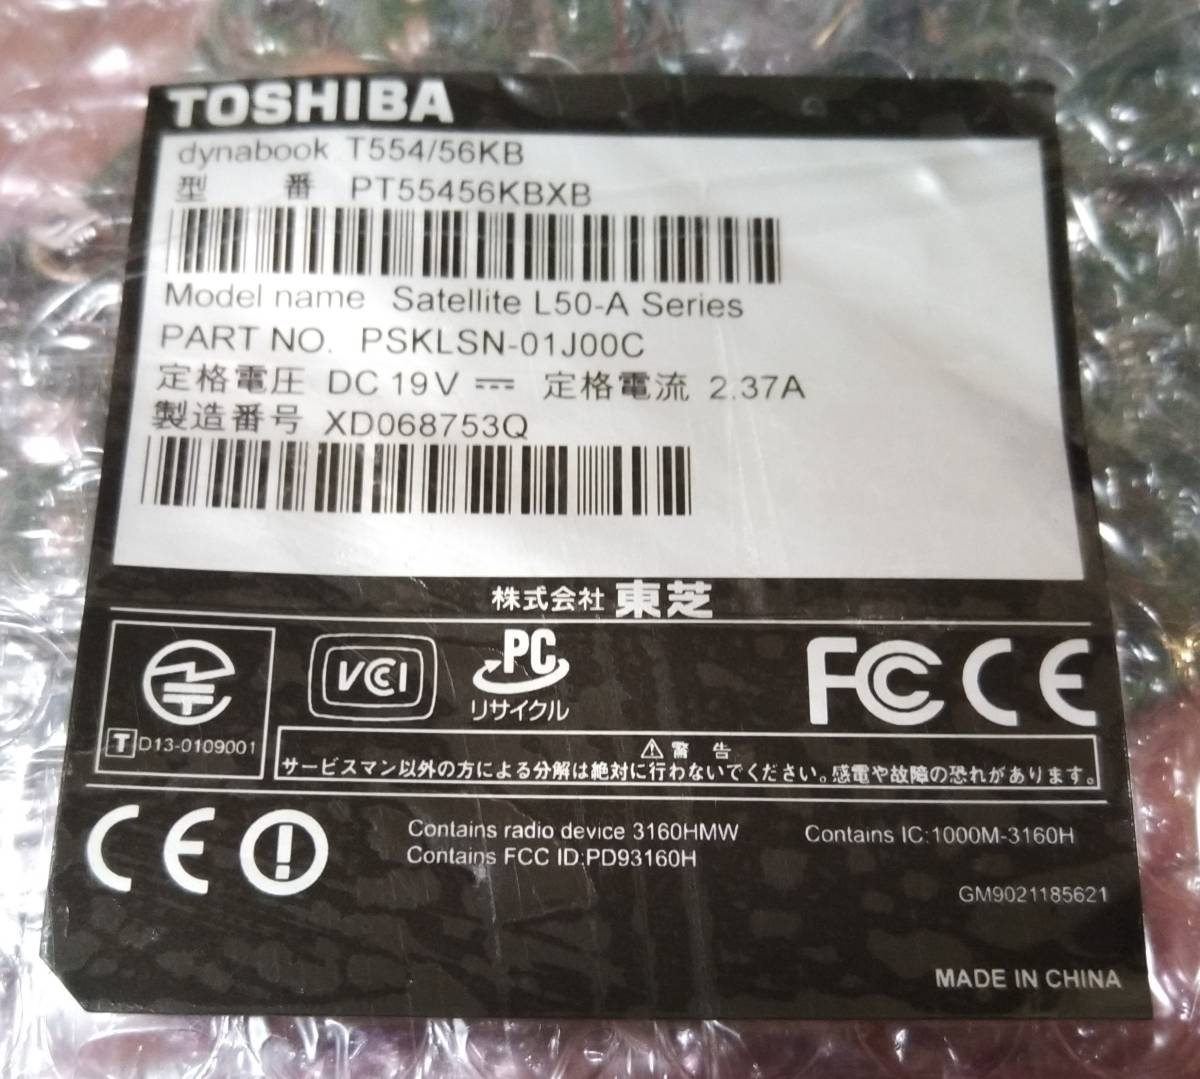 TOSHIBA
dynabook T554/56KB
型 番 PT55456KBXB
Model name Satellite L50-A Series
PART NO. PSKLSN-01J00C
定格電圧 DC 19V 定格電流 2.37A
製造番号 XD068753Q
株式会社 東芝
VCCI
PC
リサイクル
FC CE
T D13-0109001
警 告
サービスマン以外の方による分解は絶対に行わないでください。感電や故障の恐れがあります。
CE
Contains radio device 3160HMW
Contains IC:1000M-3160H
Contains FCC ID:PD93160H
GM9021185621
MADE IN CHINA